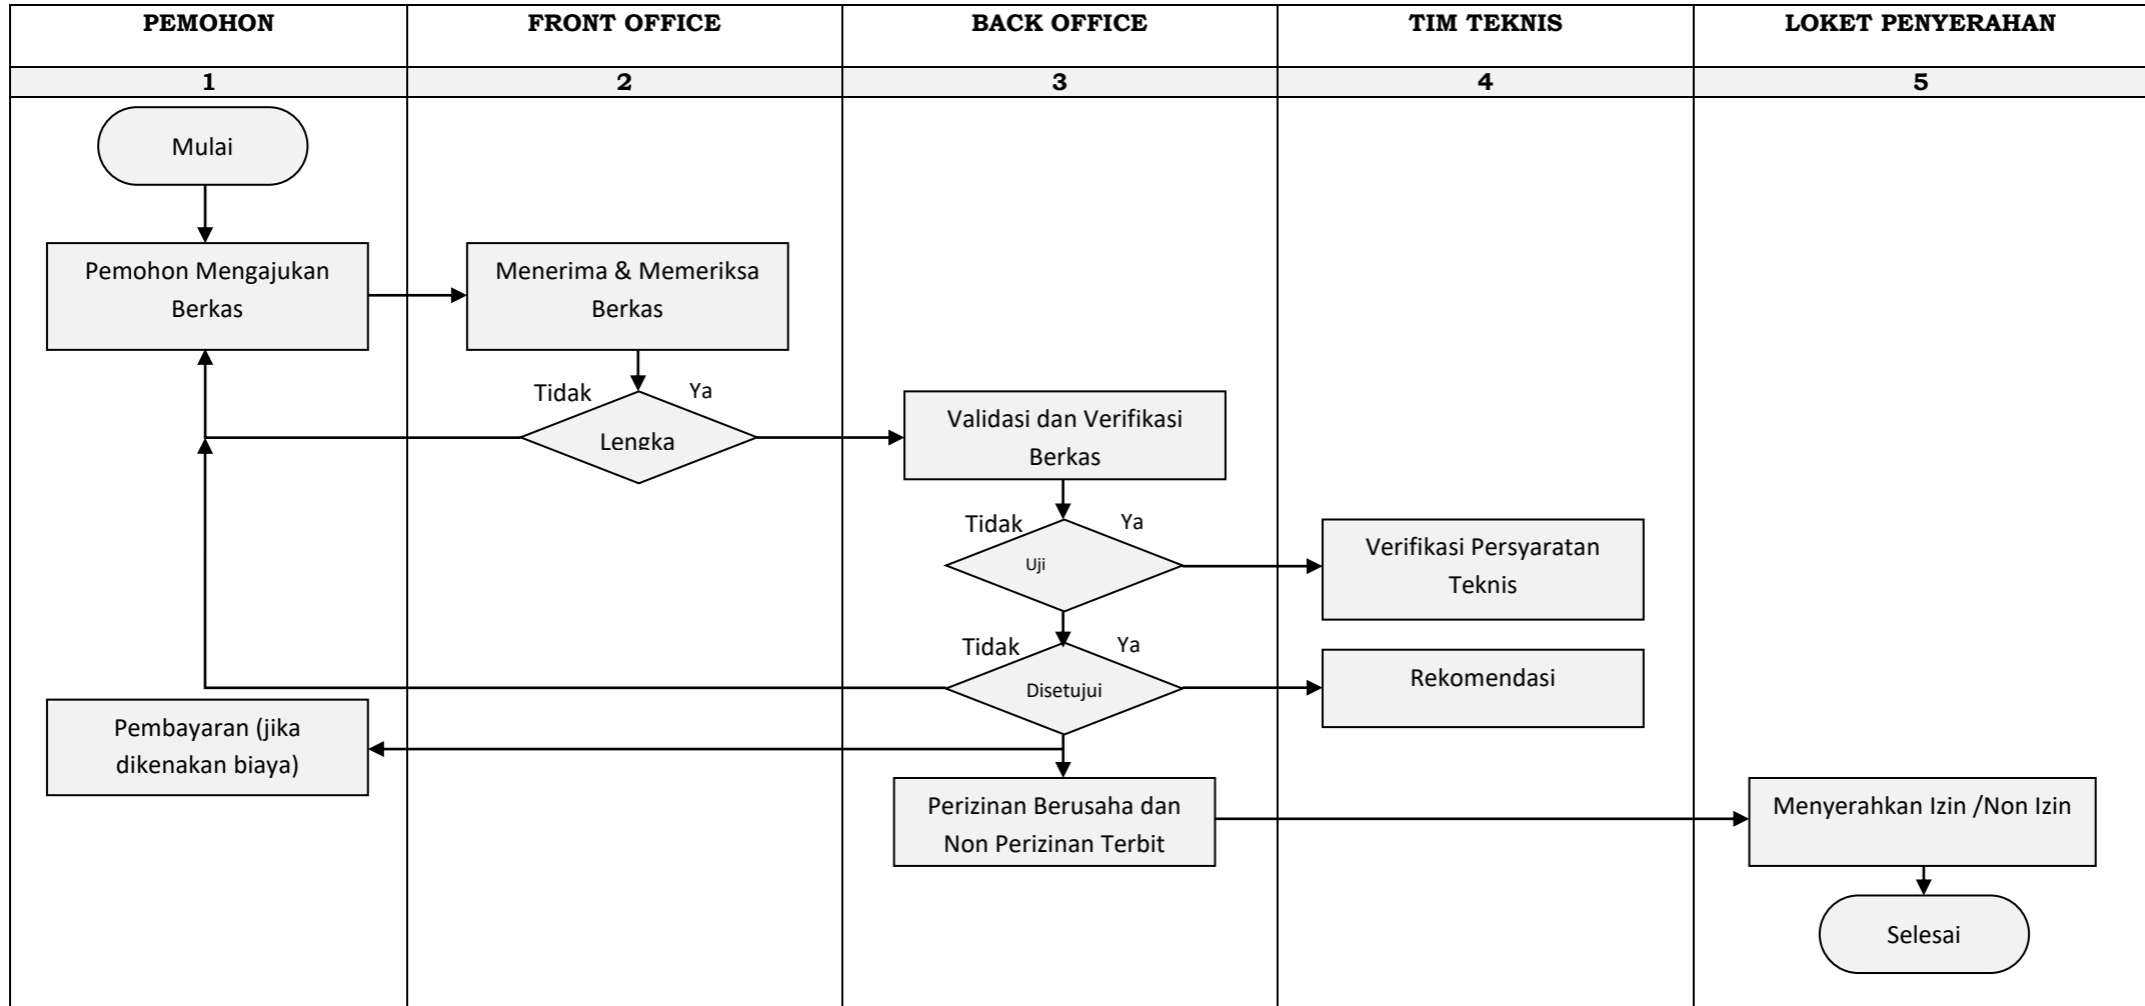 PEMOHON
FRONT OFFICE
BACK OFFICE
TIM TEKNIS
LOKET PENYERAHAN
1
2
3
4
5
Mulai
Pemohon Mengajukan
Berkas
Menerima & Memeriksa
Berkas
Tidak
Ya
Lengka
Validasi dan Verifikasi
Berkas
Tidak
Ya
Uji
Verifikasi Persyaratan
Teknis
Tidak
Ya
Disetujui
Rekomendasi
Pembayaran (jika
dikenakan biaya)
Perizinan Berusaha dan
Non Perizinan Terbit
Menyerahkan Izin /Non Izin
Selesai